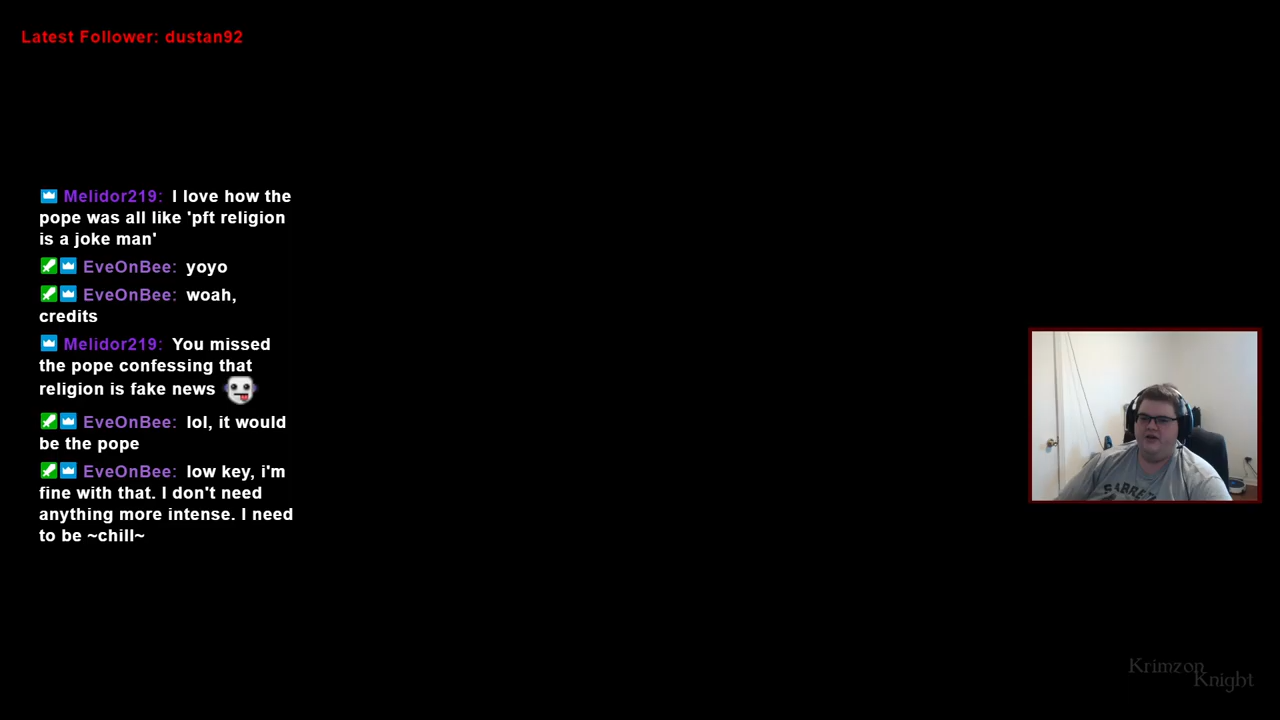 Latest Follower: dustan92
Melidor219: I love how the
pope was all like 'pft religion
is a joke man'
EveOnBee: yoyo
EveOnBee: woah,
credits
Melidor219: You missed
the pope confessing that
religion is fake news
EveOnBee: lol, it would
be the pope
EveOnBee: low key, i'm
fine with that. I don't need
anything more intense. I need
to be ~chill~
Krimzon
Knight